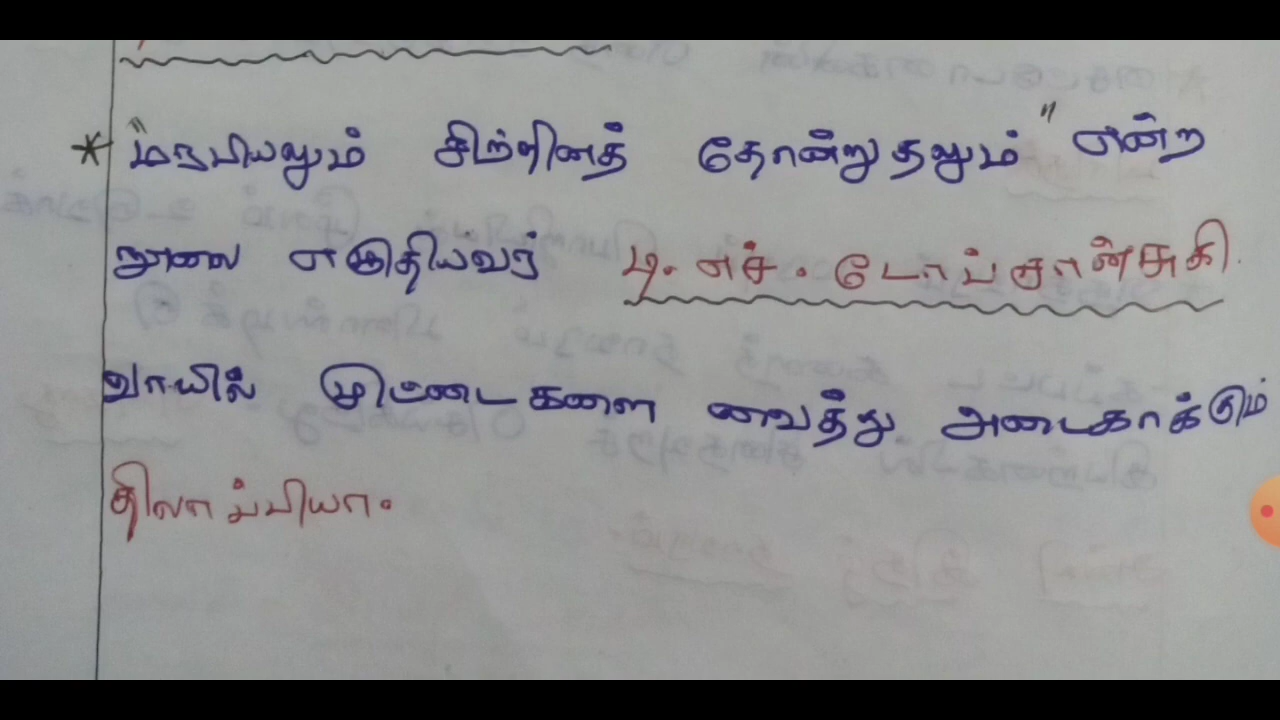 * "மரபியலும் சிற்றினத் தோன்றுதலும்" என்ற
நூலை எழுதியவர் டி. எச். டோப்சான்சுகி.
வாயில் முட்டைகளை வைத்து அடைகாக்கும்
திலாப்பியா.